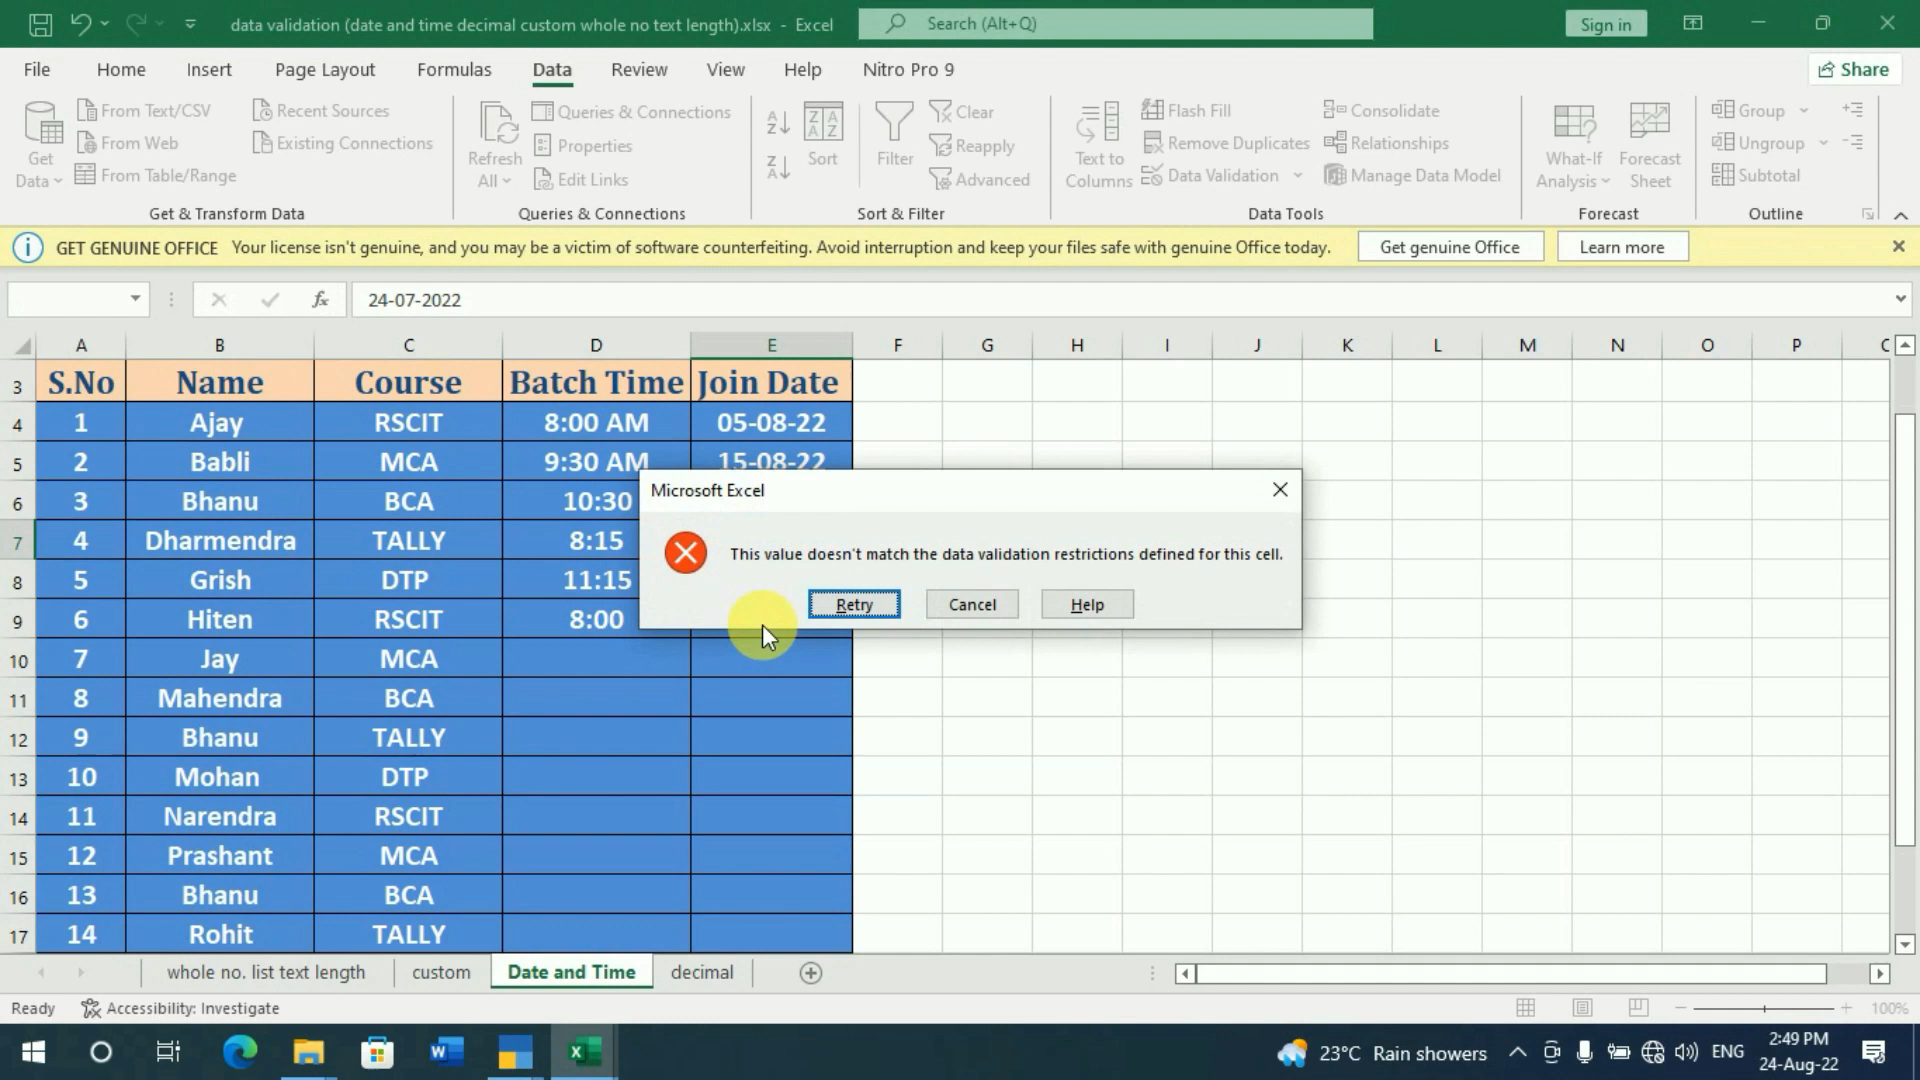 data validation (date and time decimal custom whole no text length).xlsx - Excel
Search (Alt+Q)
Sign in
File Home Insert Page Layout Formulas Data Review View Help Nitro Pro 9
Share
Get Data
From Text/CSV
From Web
From Table/Range
Recent Sources
Existing Connections
Get & Transform Data
Refresh All
Queries & Connections
Properties
Edit Links
Queries & Connections
Sort
Filter
Clear
Reapply
Advanced
Sort & Filter
Text to Columns
Flash Fill
Remove Duplicates
Data Validation
Consolidate
Relationships
Manage Data Model
Data Tools
What-If Analysis
Forecast Sheet
Forecast
Group
Ungroup
Subtotal
Outline
GET GENUINE OFFICE Your license isn't genuine, and you may be a victim of software counterfeiting. Avoid interruption and keep your files safe with genuine Office today.
Get genuine Office
Learn more
fx 24-07-2022
A B C D E F G H I J K L M N O P
3 S.No Name Course Batch Time Join Date
4 1 Ajay RSCIT 8:00 AM 05-08-22
5 2 Babli MCA 9:30 AM 15-08-22
6 3 Bhanu BCA 10:30
7 4 Dharmendra TALLY 8:15
8 5 Grish DTP 11:15
9 6 Hiten RSCIT 8:00
10 7 Jay MCA
11 8 Mahendra BCA
12 9 Bhanu TALLY
13 10 Mohan DTP
14 11 Narendra RSCIT
15 12 Prashant MCA
16 13 Bhanu BCA
17 14 Rohit TALLY
Microsoft Excel
This value doesn't match the data validation restrictions defined for this cell.
Retry Cancel Help
whole no. list text length custom Date and Time decimal
Ready Accessibility: Investigate 100%
23°C Rain showers ENG
2:49 PM
24-Aug-22